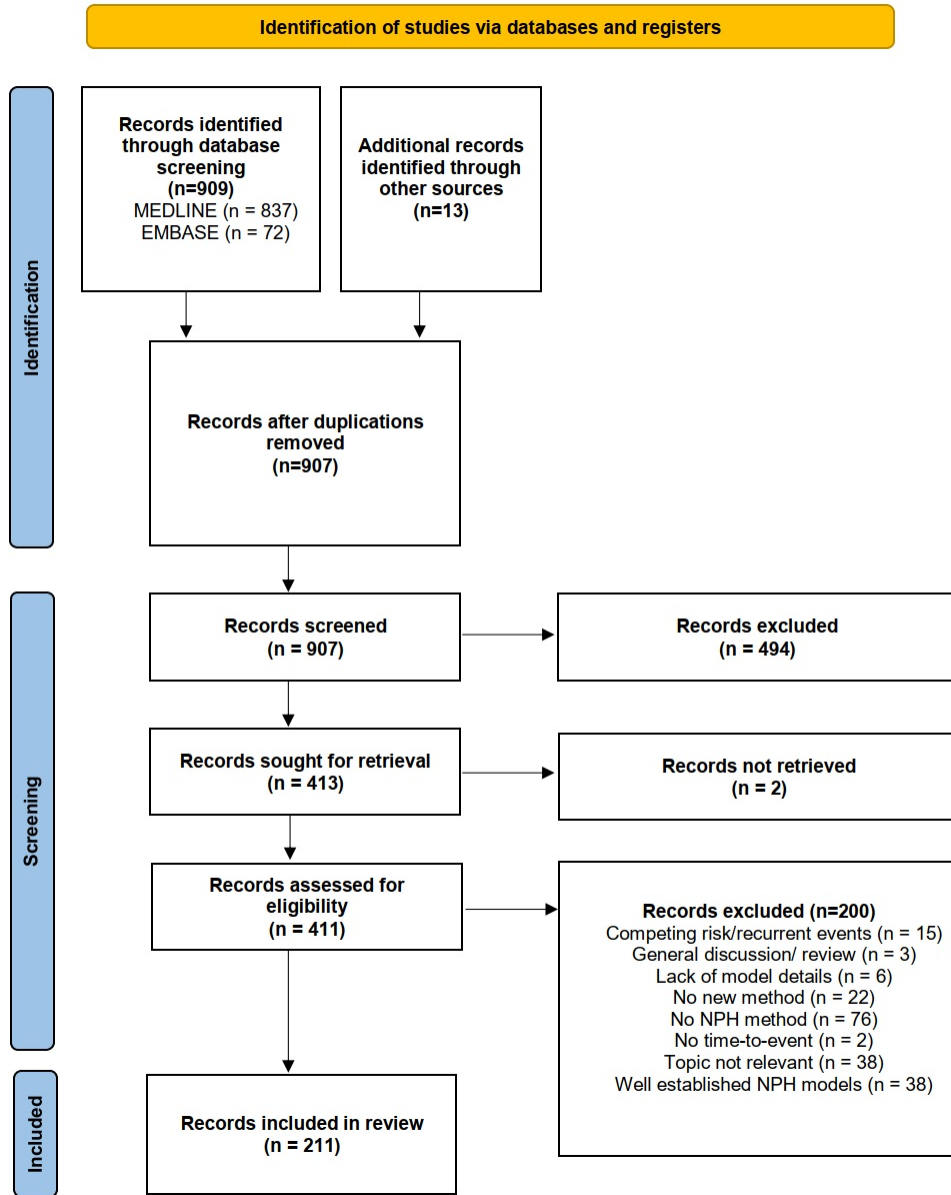 Identification of studies via databases and registers
Identification
Records identified
through database
screening
(n=909)
MEDLINE (n = 837)
EMBASE (n = 72)
Additional records
identified through
other sources
(n=13)
Records after duplications
removed
(n=907)
Screening
Records screened
(n = 907)
Records excluded
(n = 494)
Records sought for retrieval
(n = 413)
Records not retrieved
(n = 2)
Records assessed for
eligibility
(n = 411)
Records excluded (n=200)
Competing risk/recurrent events (n = 15)
General discussion/ review (n = 3)
Lack of model details (n = 6)
No new method (n = 22)
No NPH method (n = 76)
No time-to-event (n = 2)
Topic not relevant (n = 38)
Well established NPH models (n = 38)
Included
Records included in review
(n = 211)